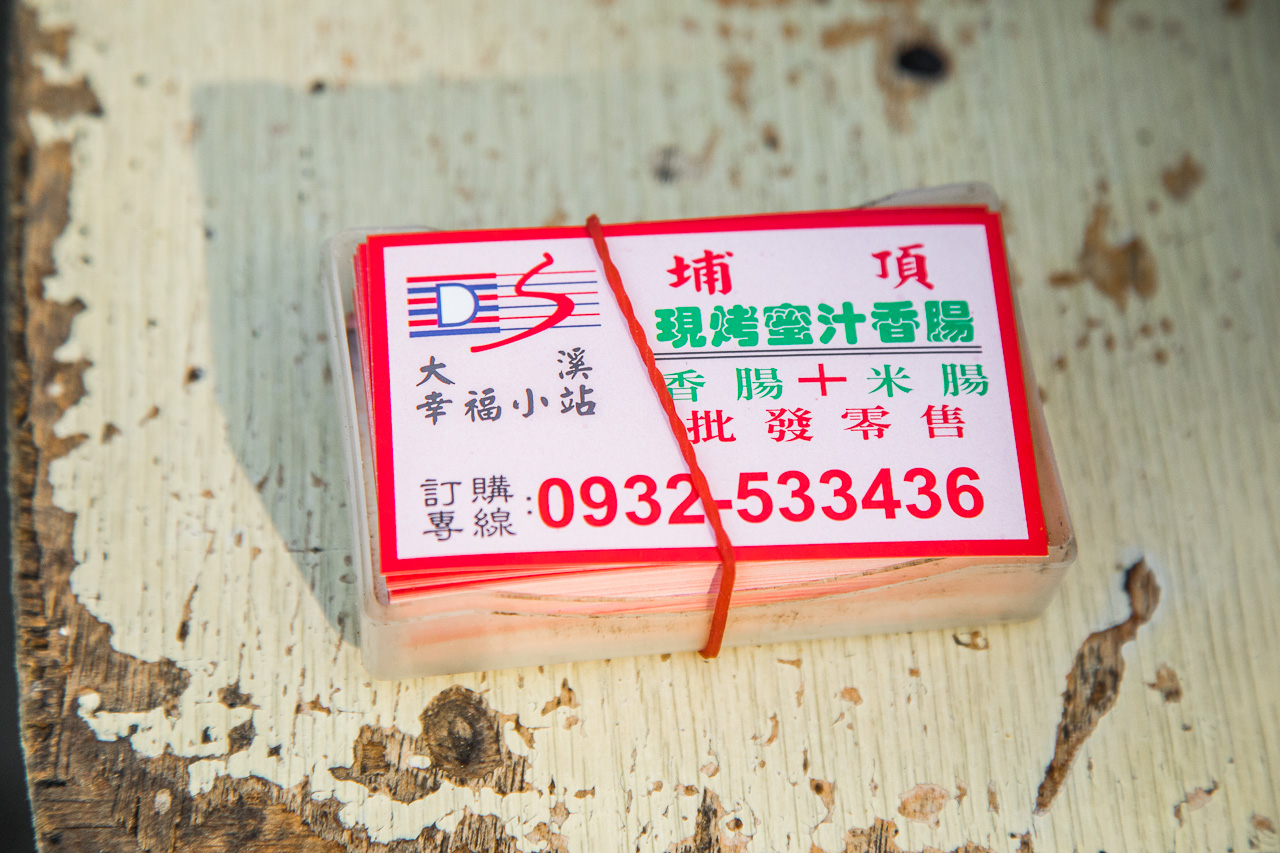 DS
大溪
幸福小站
埔頂
現烤蜜汁香腸
香腸+米腸
批發零售
訂購
專線:0932-533436